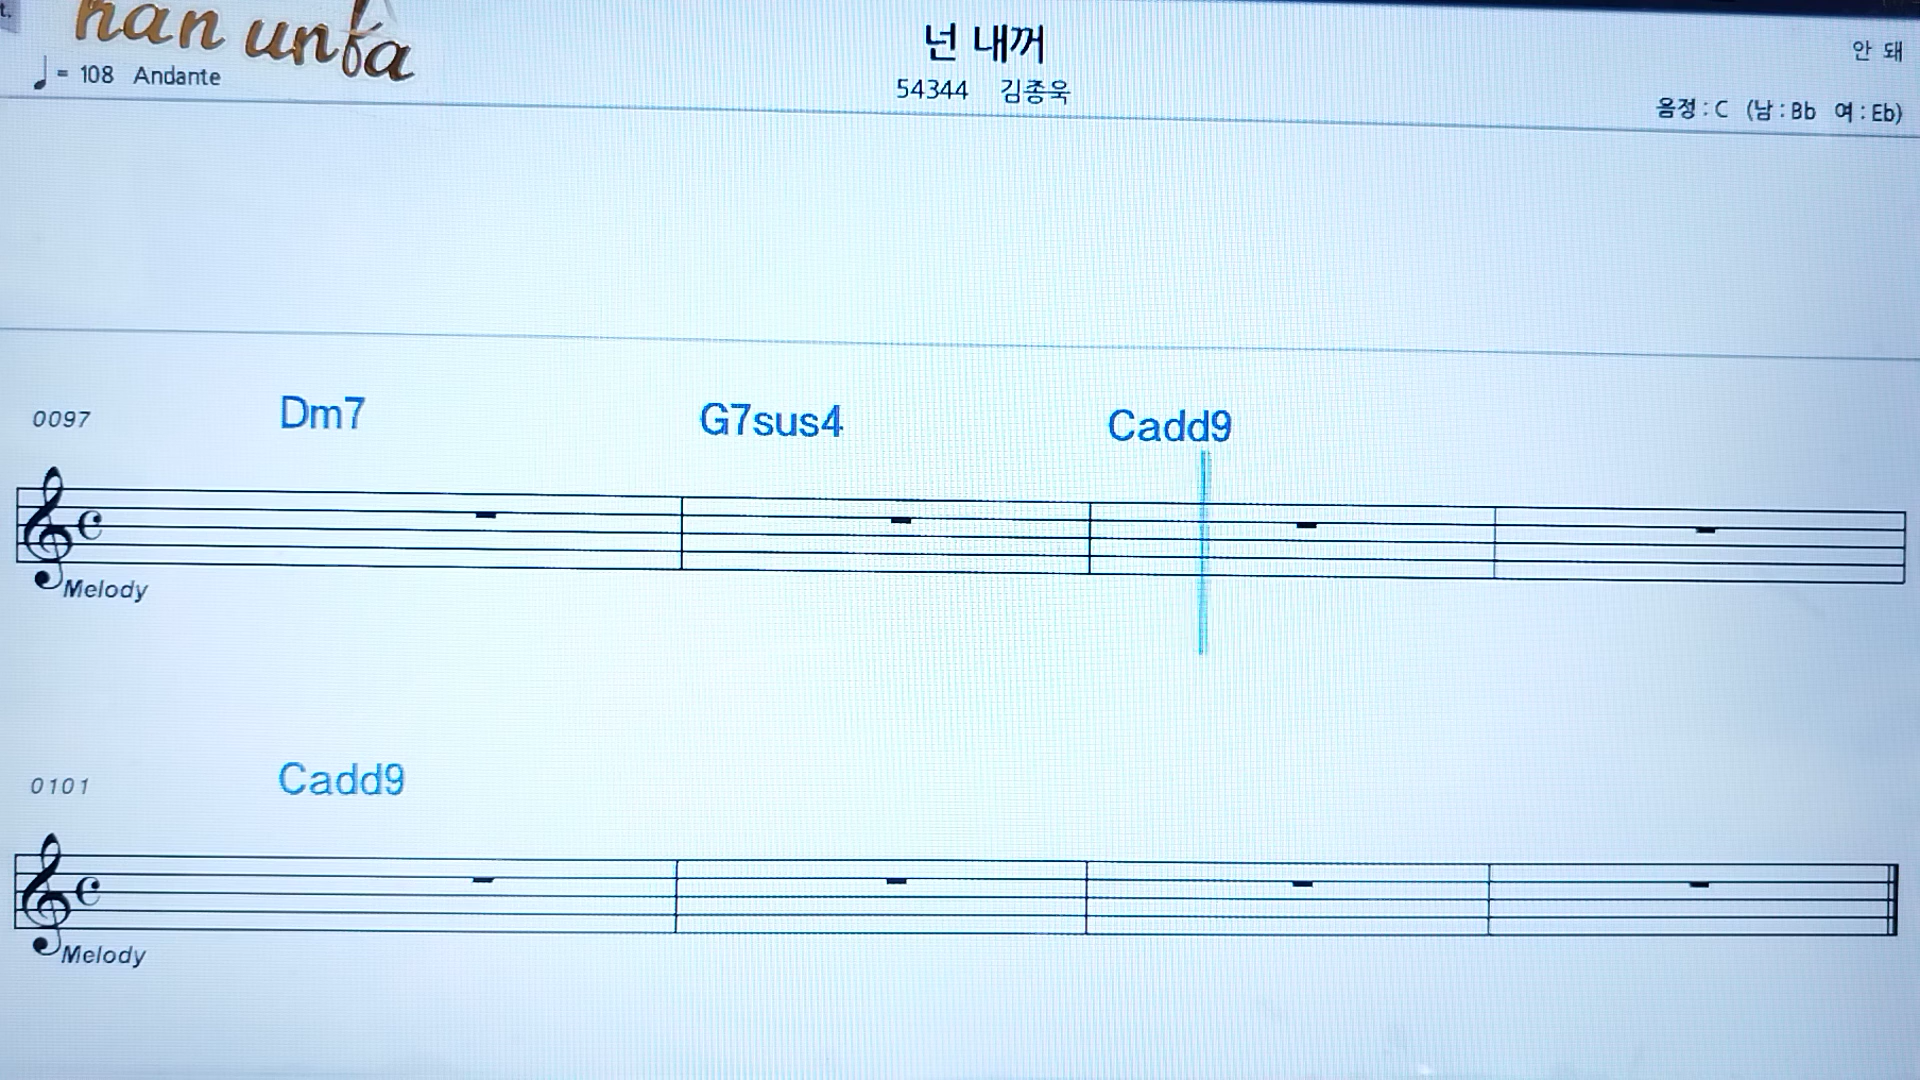 han unfa
넌 내꺼
안 돼
♩= 108 Andante
54344 김종욱
음정 : C (남 : Bb 여 : Eb)
0097 Dm7 G7sus4 Cadd9
Melody
0101 Cadd9
Melody